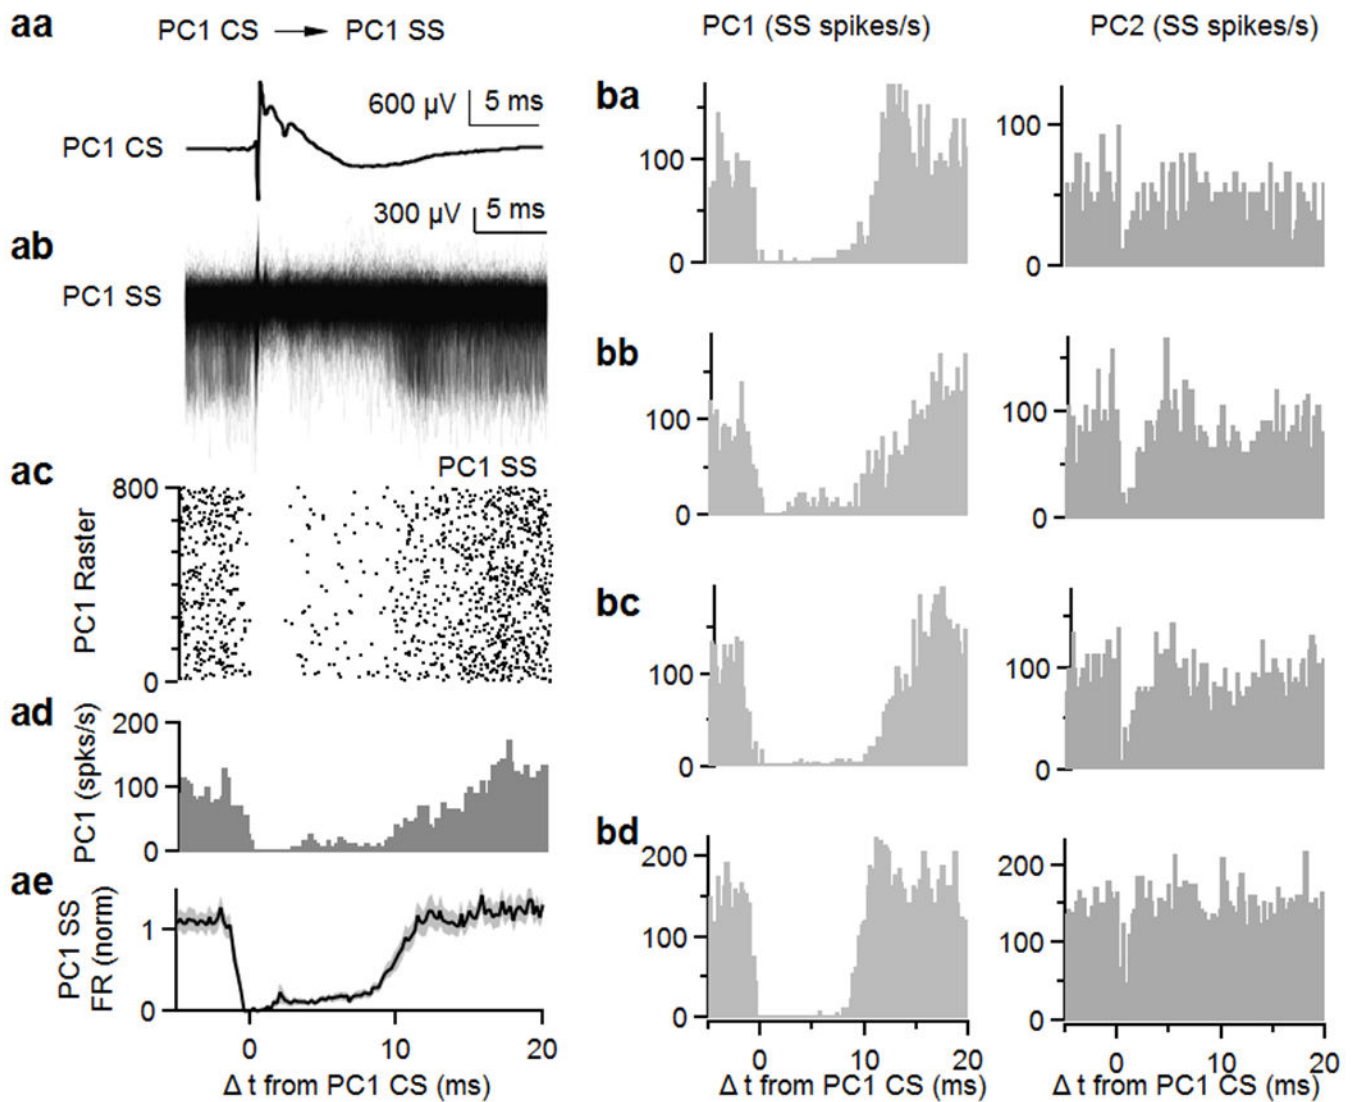 aa
PC1 CS → PC1 SS
PC1 CS
600 µV
5 ms
ab
300 µV
5 ms
PC1 SS
ac
PC1 SS
PC1 Raster
800
400
0
ad
PC1 (spks/s)
200
100
0
ae
PC1 SS
FR (norm)
1
0
0 10 20
Δ t from PC1 CS (ms)
PC1 (SS spikes/s)
PC2 (SS spikes/s)
ba
100
0
100
0
bb
100
0
100
0
bc
100
0
100
0
bd
200
100
0
0 10 20
Δ t from PC1 CS (ms)
200
100
0
0 10 20
Δ t from PC1 CS (ms)